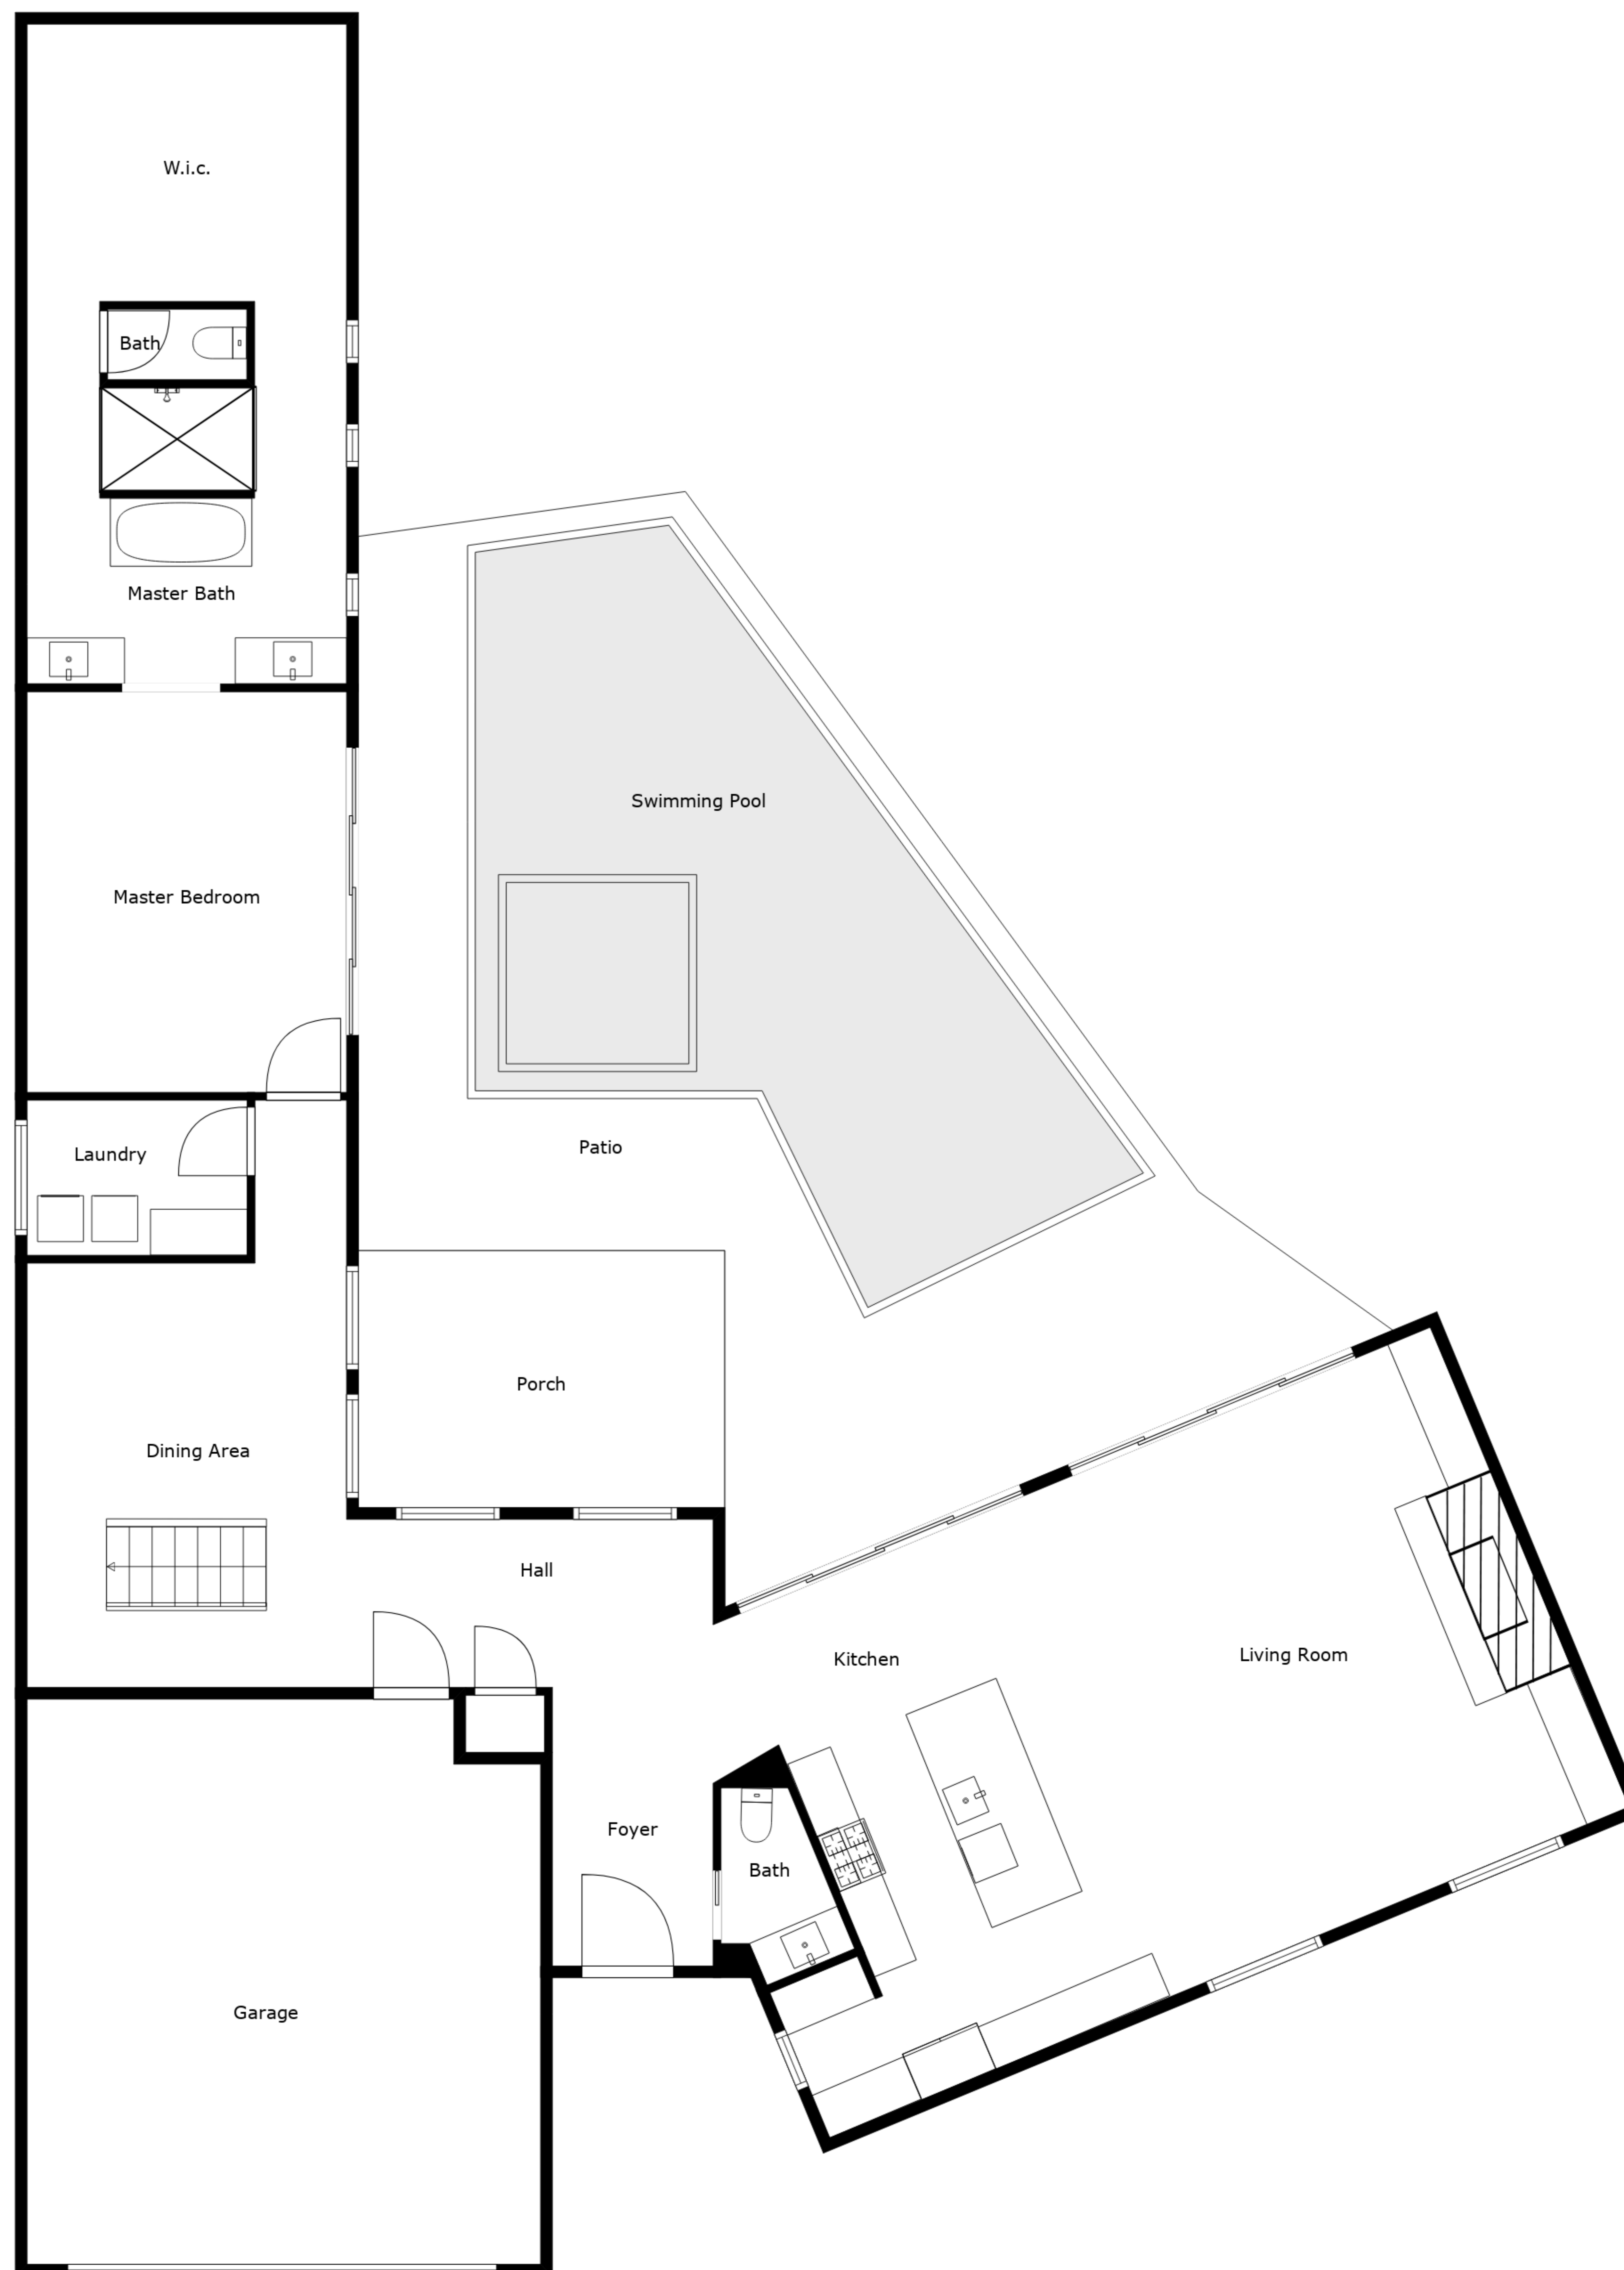 W.i.c.
Bath
Master Bath
Swimming Pool
Master Bedroom
Patio
Laundry
Porch
Dining Area
Hall
Kitchen
Living Room
Foyer
Bath
Garage